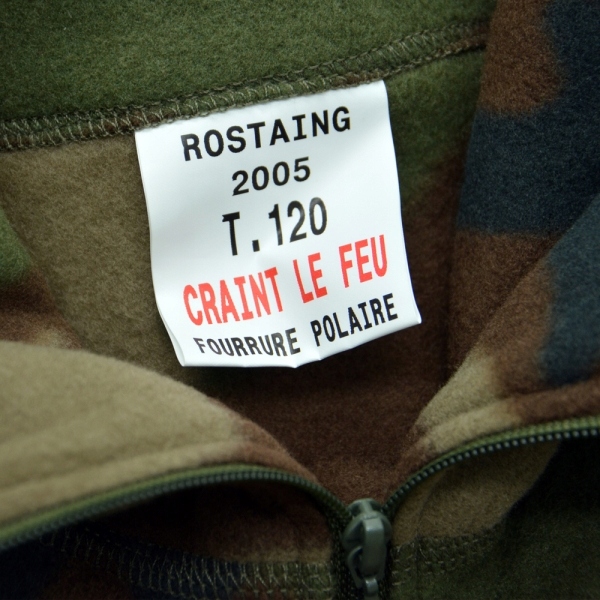 ROSTAING
2005
T.120
CRAINT LE FEU
FOURRURE POLAIRE